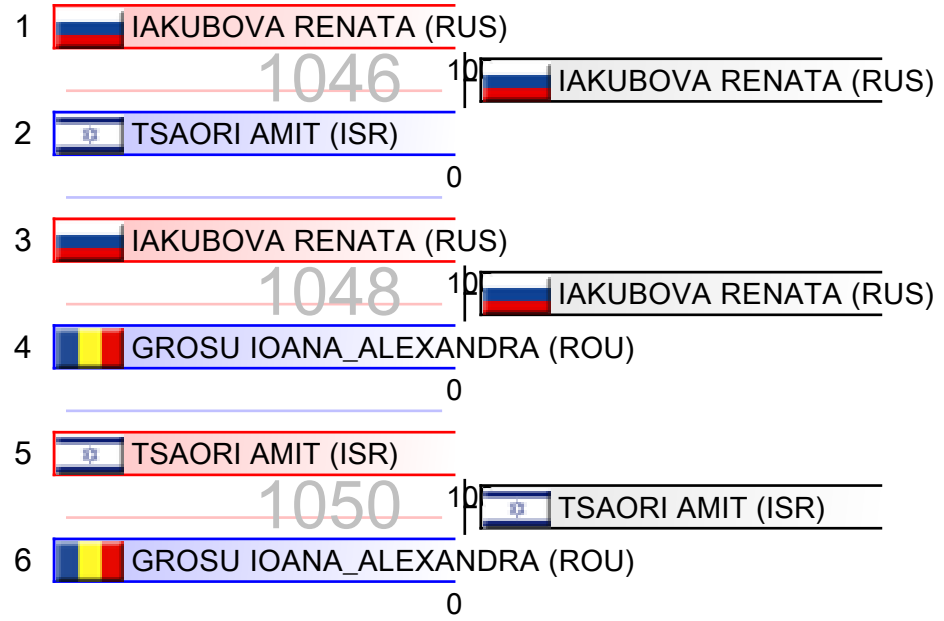 1 IAKUBOVA RENATA (RUS)
1046 10 IAKUBOVA RENATA (RUS)
2 TSAORI AMIT (ISR)
0
3 IAKUBOVA RENATA (RUS)
1048 10 IAKUBOVA RENATA (RUS)
4 GROSU IOANA_ALEXANDRA (ROU)
0
5 TSAORI AMIT (ISR)
1050 10 TSAORI AMIT (ISR)
6 GROSU IOANA_ALEXANDRA (ROU)
0